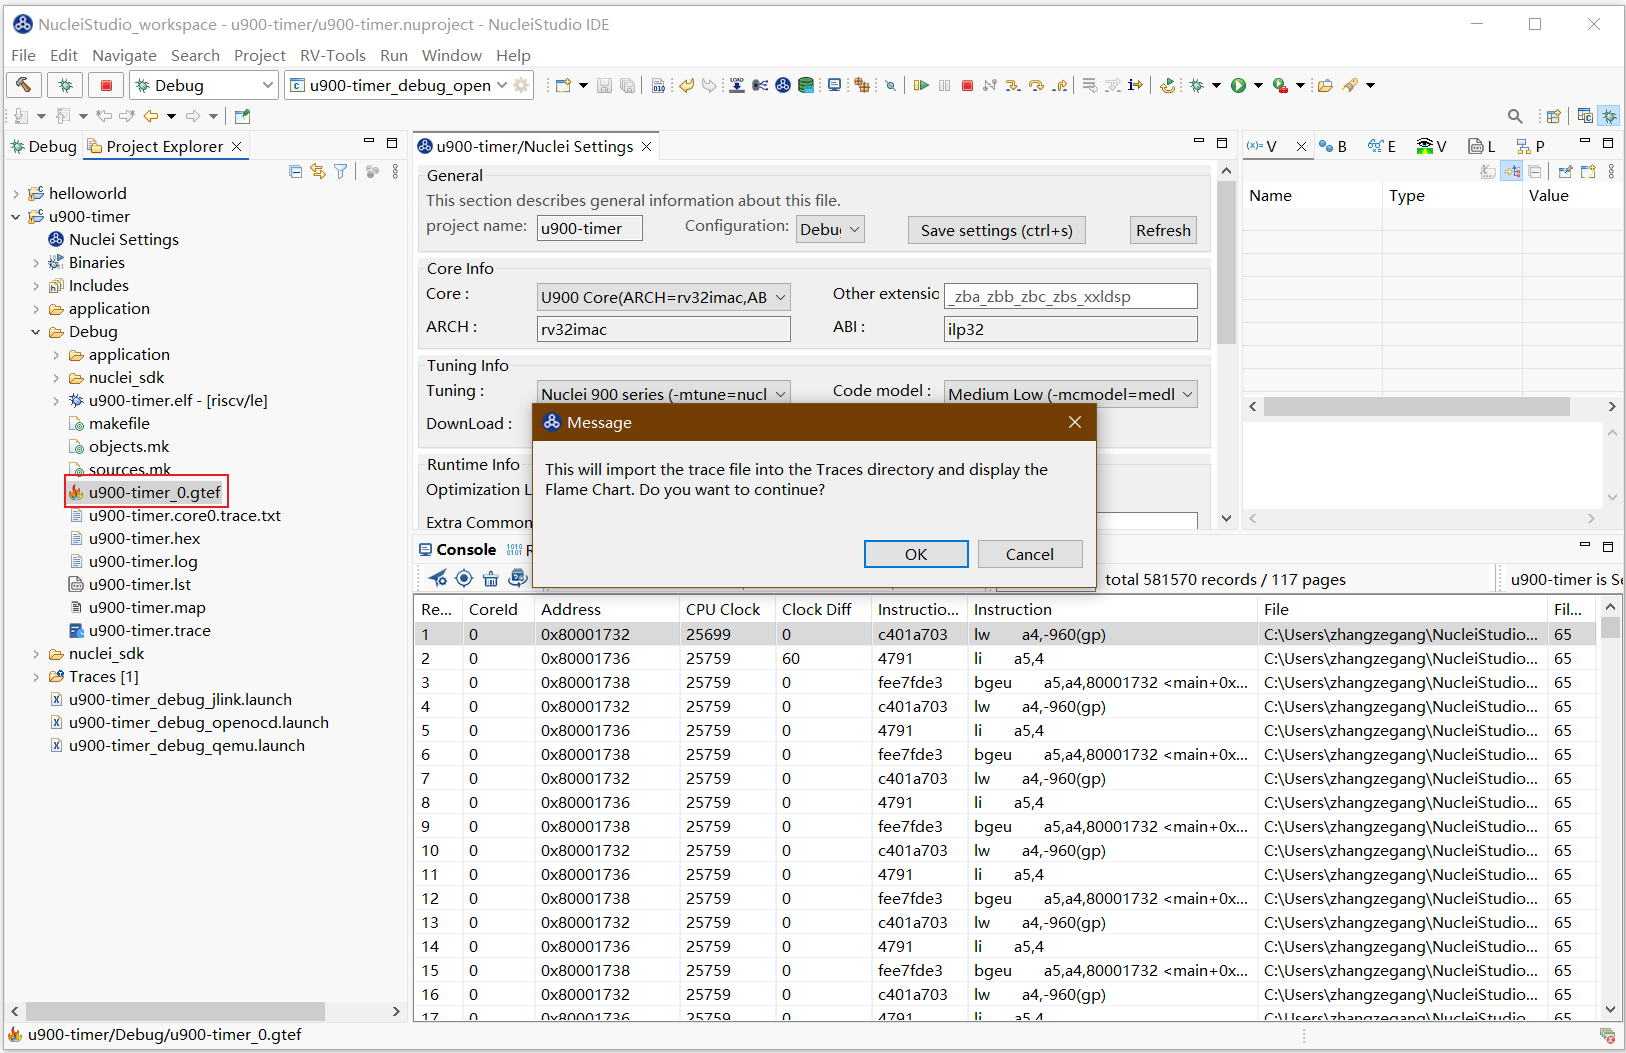 NucleiStudio_workspace - u900-timer/u900-timer.nuproject - NucleiStudio IDE
File Edit Navigate Search Project RV-Tools Run Window Help
Debug u900-timer_debug_open
Debug Project Explorer
helloworld
u900-timer
Nuclei Settings
Binaries
Includes
application
Debug
application
nuclei_sdk
u900-timer.elf - [riscv/le]
makefile
objects.mk
sources.mk
u900-timer_0.gtef
u900-timer.core0.trace.txt
u900-timer.hex
u900-timer.log
u900-timer.lst
u900-timer.map
u900-timer.trace
nuclei_sdk
Traces [1]
u900-timer_debug_jlink.launch
u900-timer_debug_openocd.launch
u900-timer_debug_qemu.launch
u900-timer/Nuclei Settings
General
This section describes general information about this file.
project name: u900-timer Configuration: Debu Save settings (ctrl+s) Refresh
Core Info
Core : U900 Core(ARCH=rv32imac,AB Other extensio _zba_zbb_zbc_zbs_xxldsp
ARCH : rv32imac ABI : ilp32
Tuning Info
Tuning : Nuclei 900 series (-mtune=nucl Code model : Medium Low (-mcmodel=medl
DownLoad :
Runtime Info
Optimization L
Extra Common
Message
This will import the trace file into the Traces directory and display the
Flame Chart. Do you want to continue?
OK Cancel
(x)= V B E V L P
Name Type Value
Console
total 581570 records / 117 pages u900-timer is Se
Re... CoreId Address CPU Clock Clock Diff Instructio... Instruction File Fil...
1 0 0x80001732 25699 0 c401a703 lw a4,-960(gp) C:\Users\zhangzegang\NucleiStudio... 65
2 0 0x80001736 25759 60 4791 li a5,4 C:\Users\zhangzegang\NucleiStudio... 65
3 0 0x80001738 25759 0 fee7fde3 bgeu a5,a4,80001732 <main+0x... C:\Users\zhangzegang\NucleiStudio... 65
4 0 0x80001732 25759 0 c401a703 lw a4,-960(gp) C:\Users\zhangzegang\NucleiStudio... 65
5 0 0x80001736 25759 0 4791 li a5,4 C:\Users\zhangzegang\NucleiStudio... 65
6 0 0x80001738 25759 0 fee7fde3 bgeu a5,a4,80001732 <main+0x... C:\Users\zhangzegang\NucleiStudio... 65
7 0 0x80001732 25759 0 c401a703 lw a4,-960(gp) C:\Users\zhangzegang\NucleiStudio... 65
8 0 0x80001736 25759 0 4791 li a5,4 C:\Users\zhangzegang\NucleiStudio... 65
9 0 0x80001738 25759 0 fee7fde3 bgeu a5,a4,80001732 <main+0x... C:\Users\zhangzegang\NucleiStudio... 65
10 0 0x80001732 25759 0 c401a703 lw a4,-960(gp) C:\Users\zhangzegang\NucleiStudio... 65
11 0 0x80001736 25759 0 4791 li a5,4 C:\Users\zhangzegang\NucleiStudio... 65
12 0 0x80001738 25759 0 fee7fde3 bgeu a5,a4,80001732 <main+0x... C:\Users\zhangzegang\NucleiStudio... 65
13 0 0x80001732 25759 0 c401a703 lw a4,-960(gp) C:\Users\zhangzegang\NucleiStudio... 65
14 0 0x80001736 25759 0 4791 li a5,4 C:\Users\zhangzegang\NucleiStudio... 65
15 0 0x80001738 25759 0 fee7fde3 bgeu a5,a4,80001732 <main+0x... C:\Users\zhangzegang\NucleiStudio... 65
16 0 0x80001732 25759 0 c401a703 lw a4,-960(gp) C:\Users\zhangzegang\NucleiStudio... 65
17 0 0x80001736 25759 0 4791 li a5,4 C:\Users\zhangzegang\NucleiStudio... 65
u900-timer/Debug/u900-timer_0.gtef